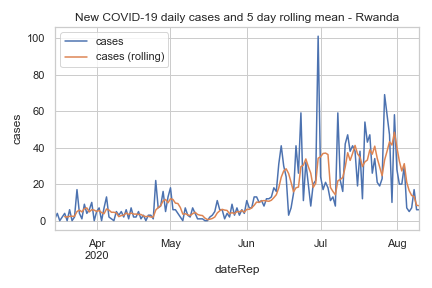 New COVID-19 daily cases and 5 day rolling mean - Rwanda
cases
cases (rolling)
100
80
60
40
20
0
cases
Apr
2020
May
Jun
Jul
Aug
dateRep